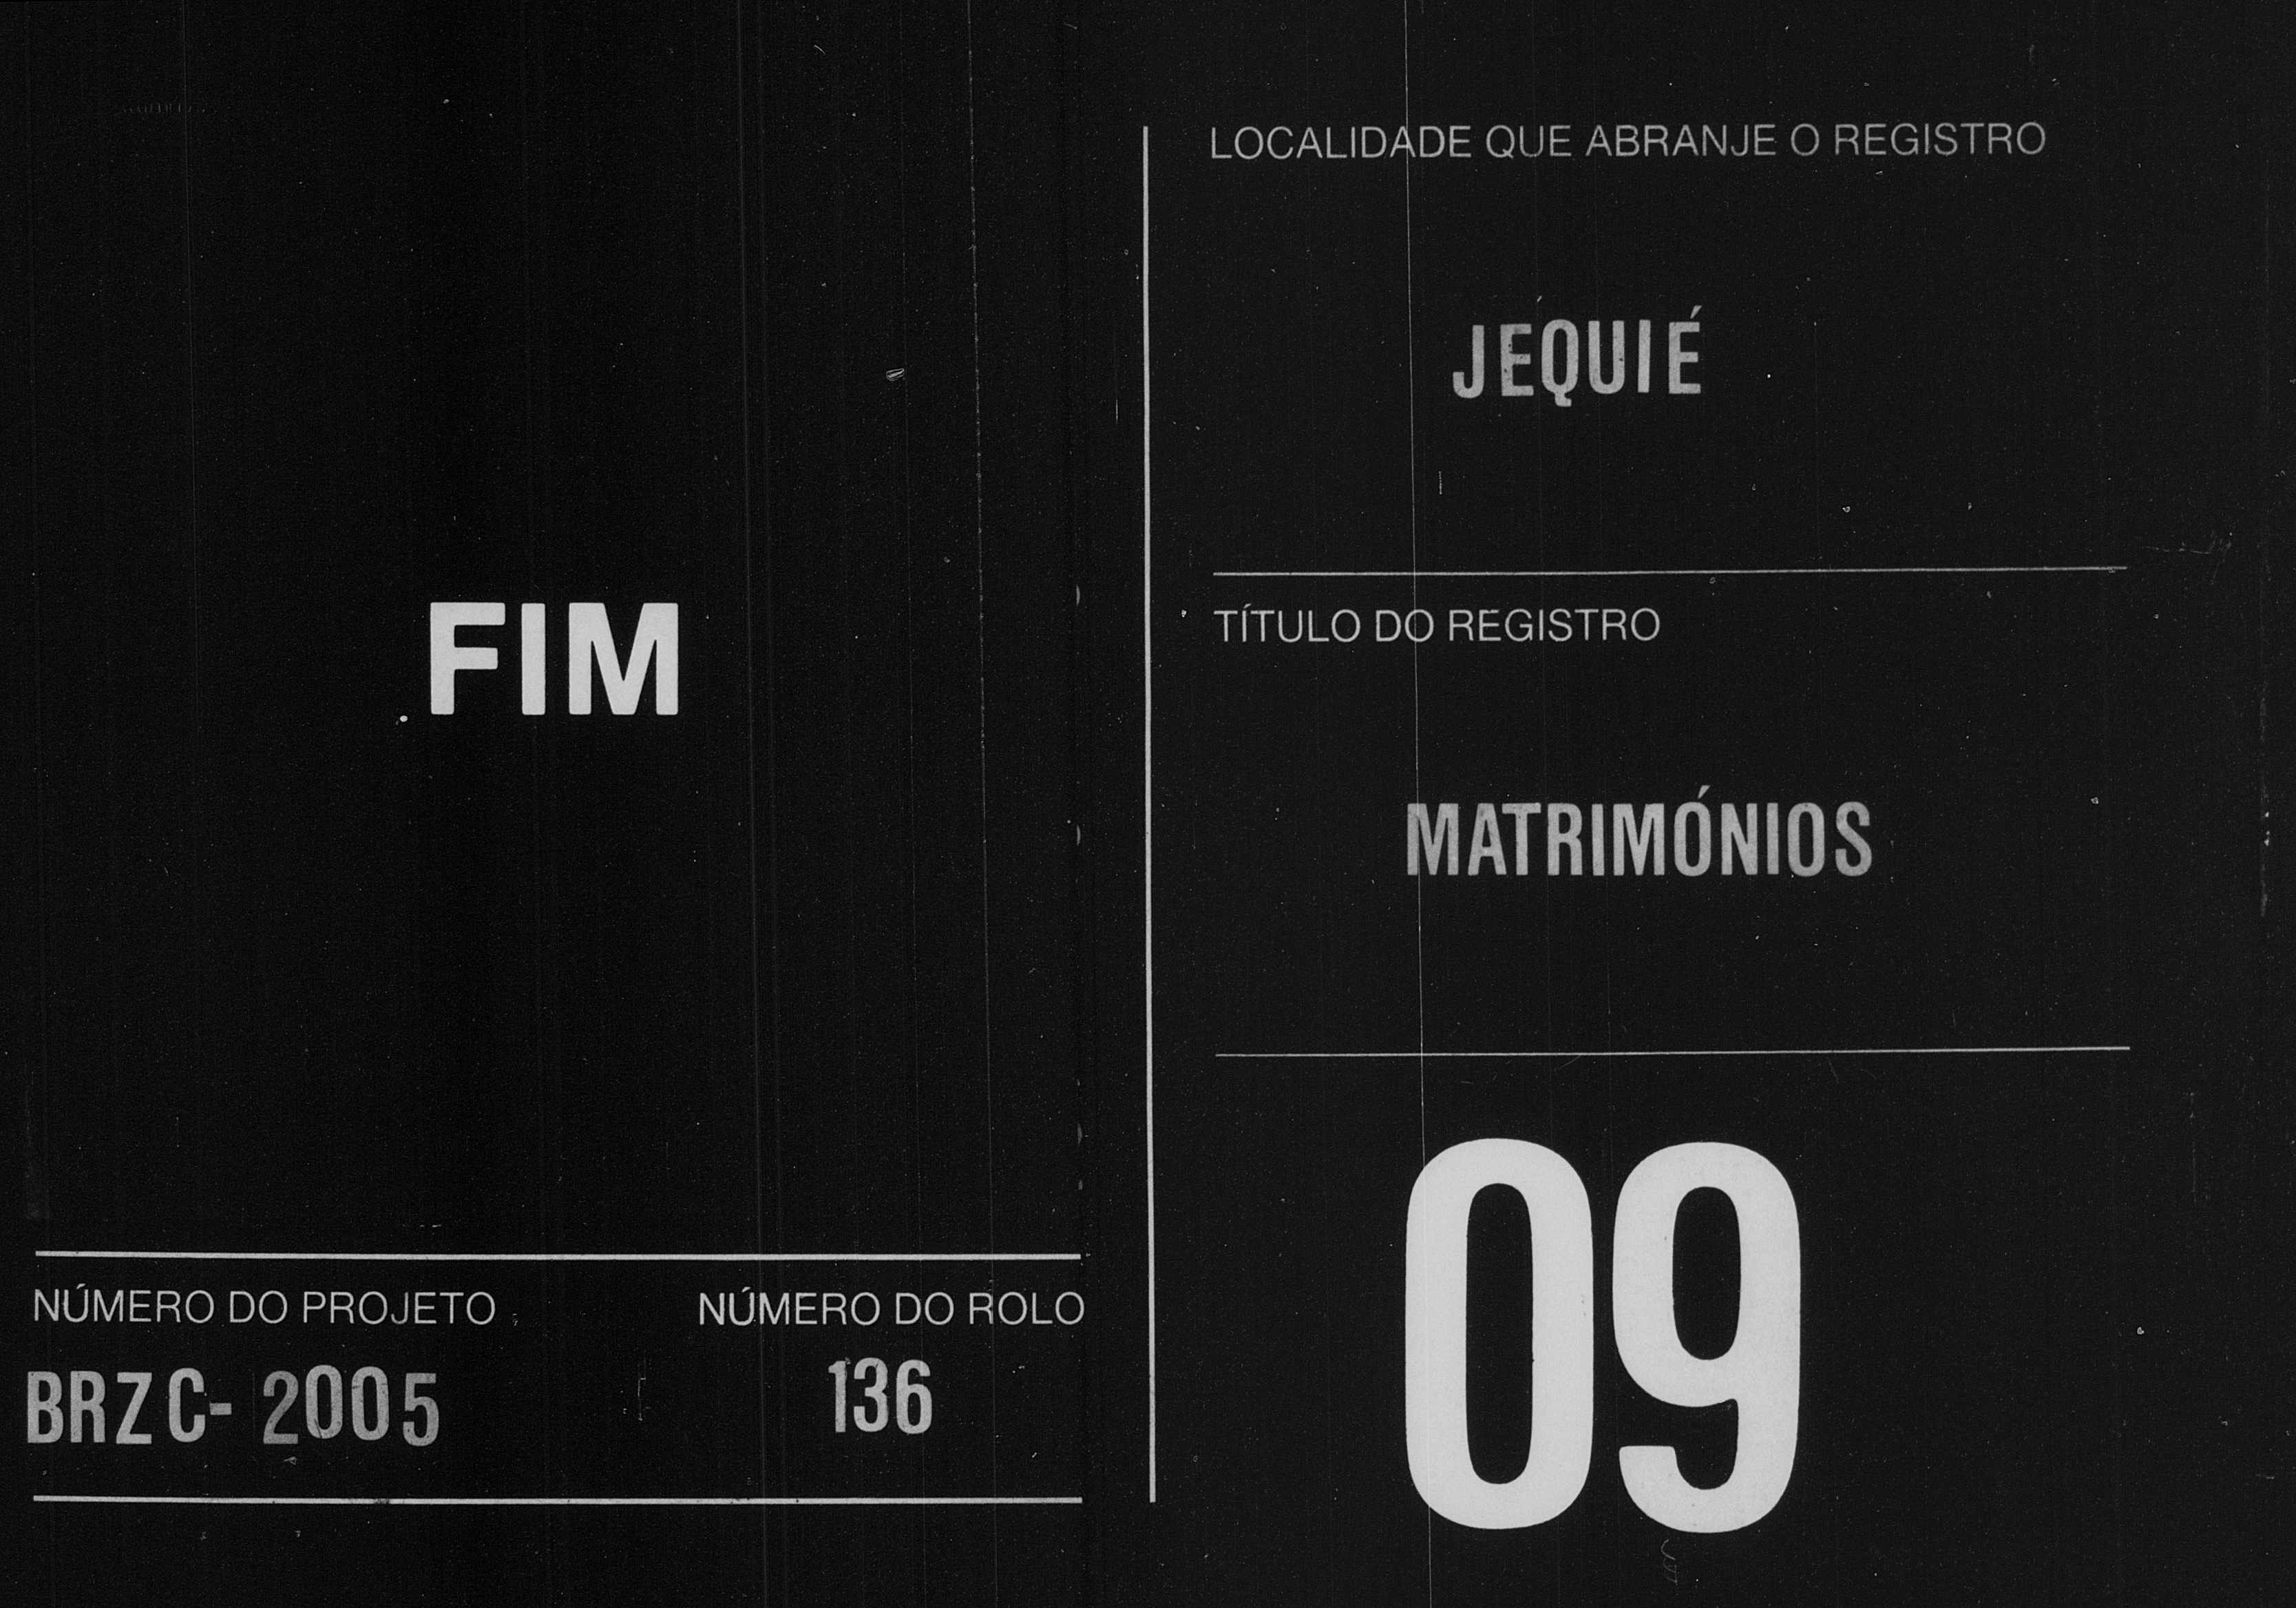 FIM
NÚMERO DO PROJETO
BRZC- 2005
NÚMERO DO ROLO
136
LOCALIDADE QUE ABRANJE O REGISTRO
JEQUIÉ
TÍTULO DO REGISTRO
MATRIMÓNIOS
09